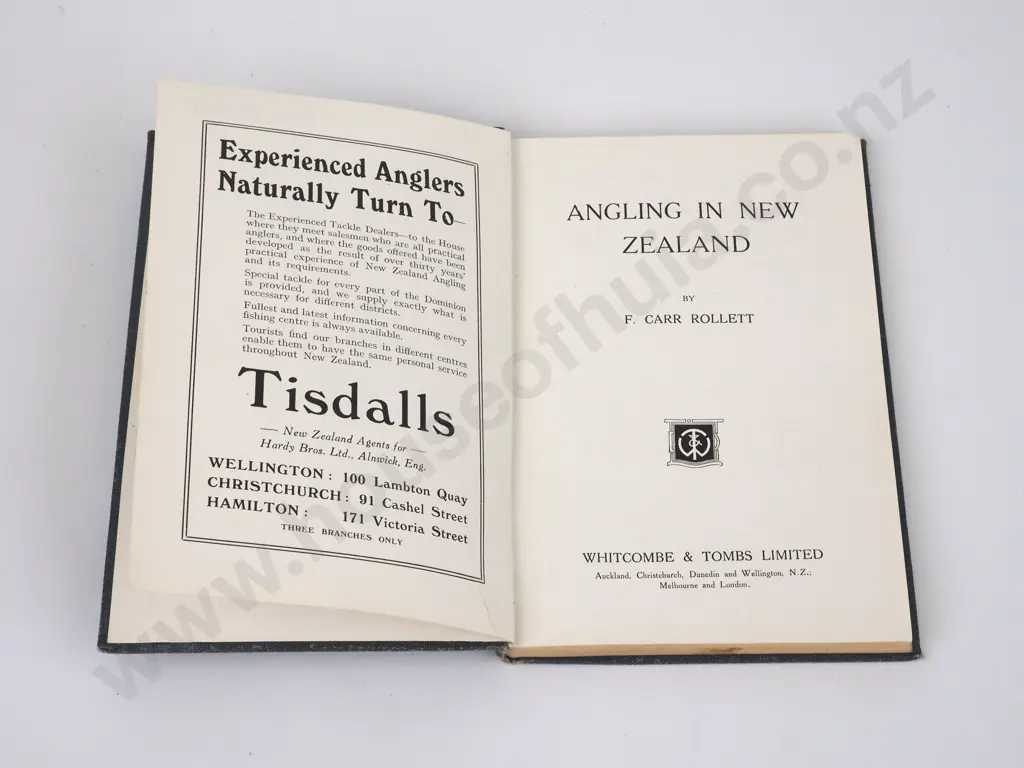 Experienced Anglers
Naturally Turn To—
The Experienced Tackle Dealers—to the House
where they meet salesmen who are all practical
anglers, and where the goods offered have been
developed as the result of over thirty years'
practical experience of New Zealand Angling
and its requirements.
Special tackle for every part of the Dominion
is provided, and we supply exactly what is
necessary for different districts.
Fullest and latest information concerning every
fishing centre is always available.
Tourists find our branches in different centres
enable them to have the same personal service
throughout New Zealand.
Tisdalls
— New Zealand Agents for —
Hardy Bros. Ltd., Alnwick, Eng.
WELLINGTON: 100 Lambton Quay
CHRISTCHURCH: 91 Cashel Street
HAMILTON: 171 Victoria Street
THREE BRANCHES ONLY
ANGLING IN NEW
ZEALAND
BY
F. CARR ROLLETT
WHITCOMBE & TOMBS LIMITED
Auckland, Christchurch, Dunedin and Wellington, N.Z.;
Melbourne and London.
www.houseofhuia.co.nz